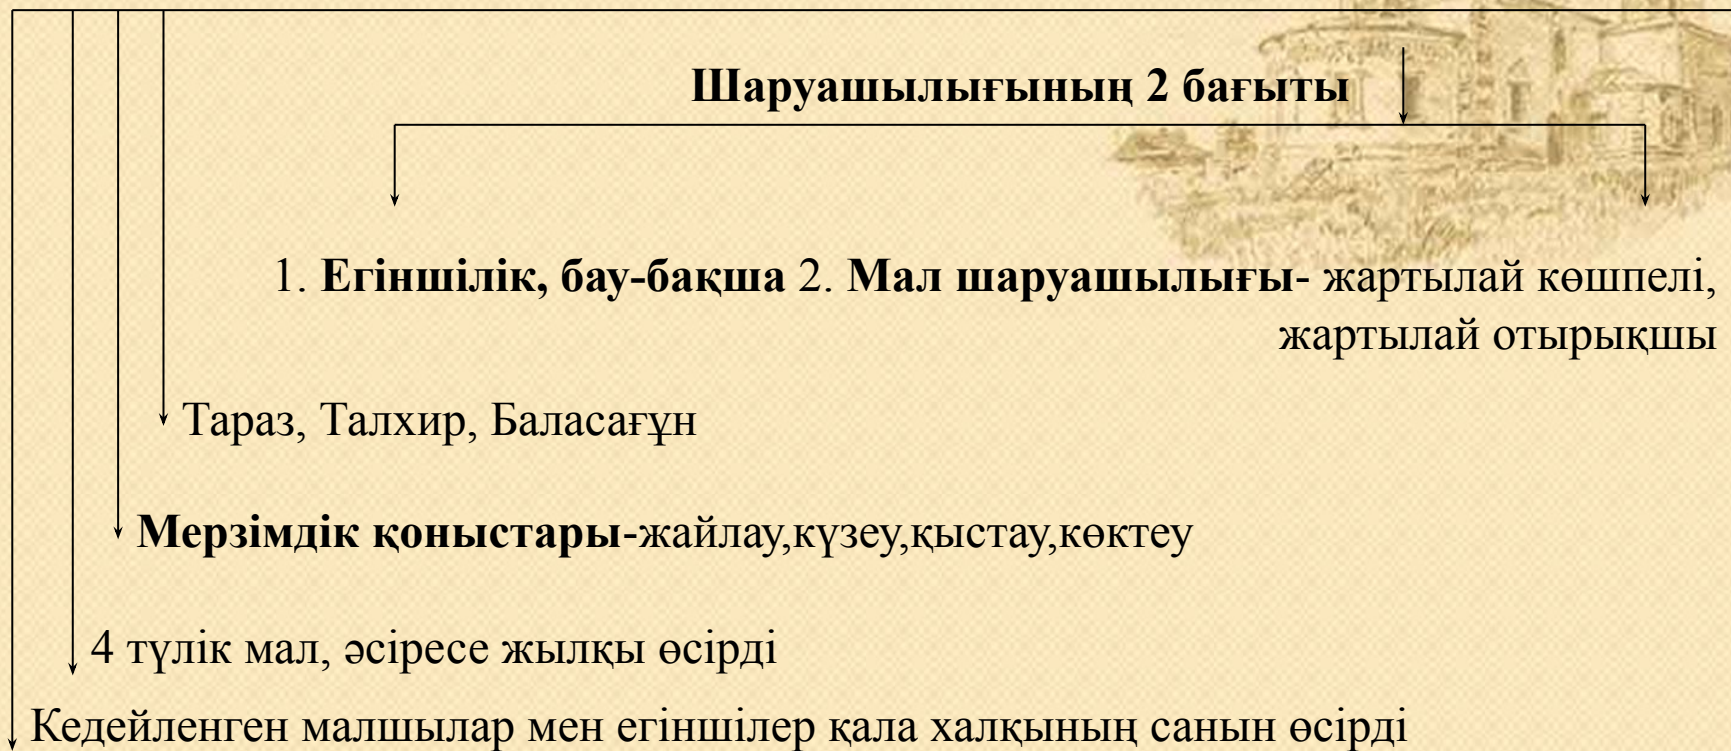 Шаруашылығының 2 бағыты
1. Егіншілік, бау-бақша 2. Мал шаруашылығы- жартылай көшпелі,
жартылай отырықшы
Тараз, Талхир, Баласағұн
Мерзімдік қоныстары-жайлау,күзеу,қыстау,көктеу
4 түлік мал, әсіресе жылқы өсірді
Кедейленген малшылар мен егіншілер қала халқының санын өсірді